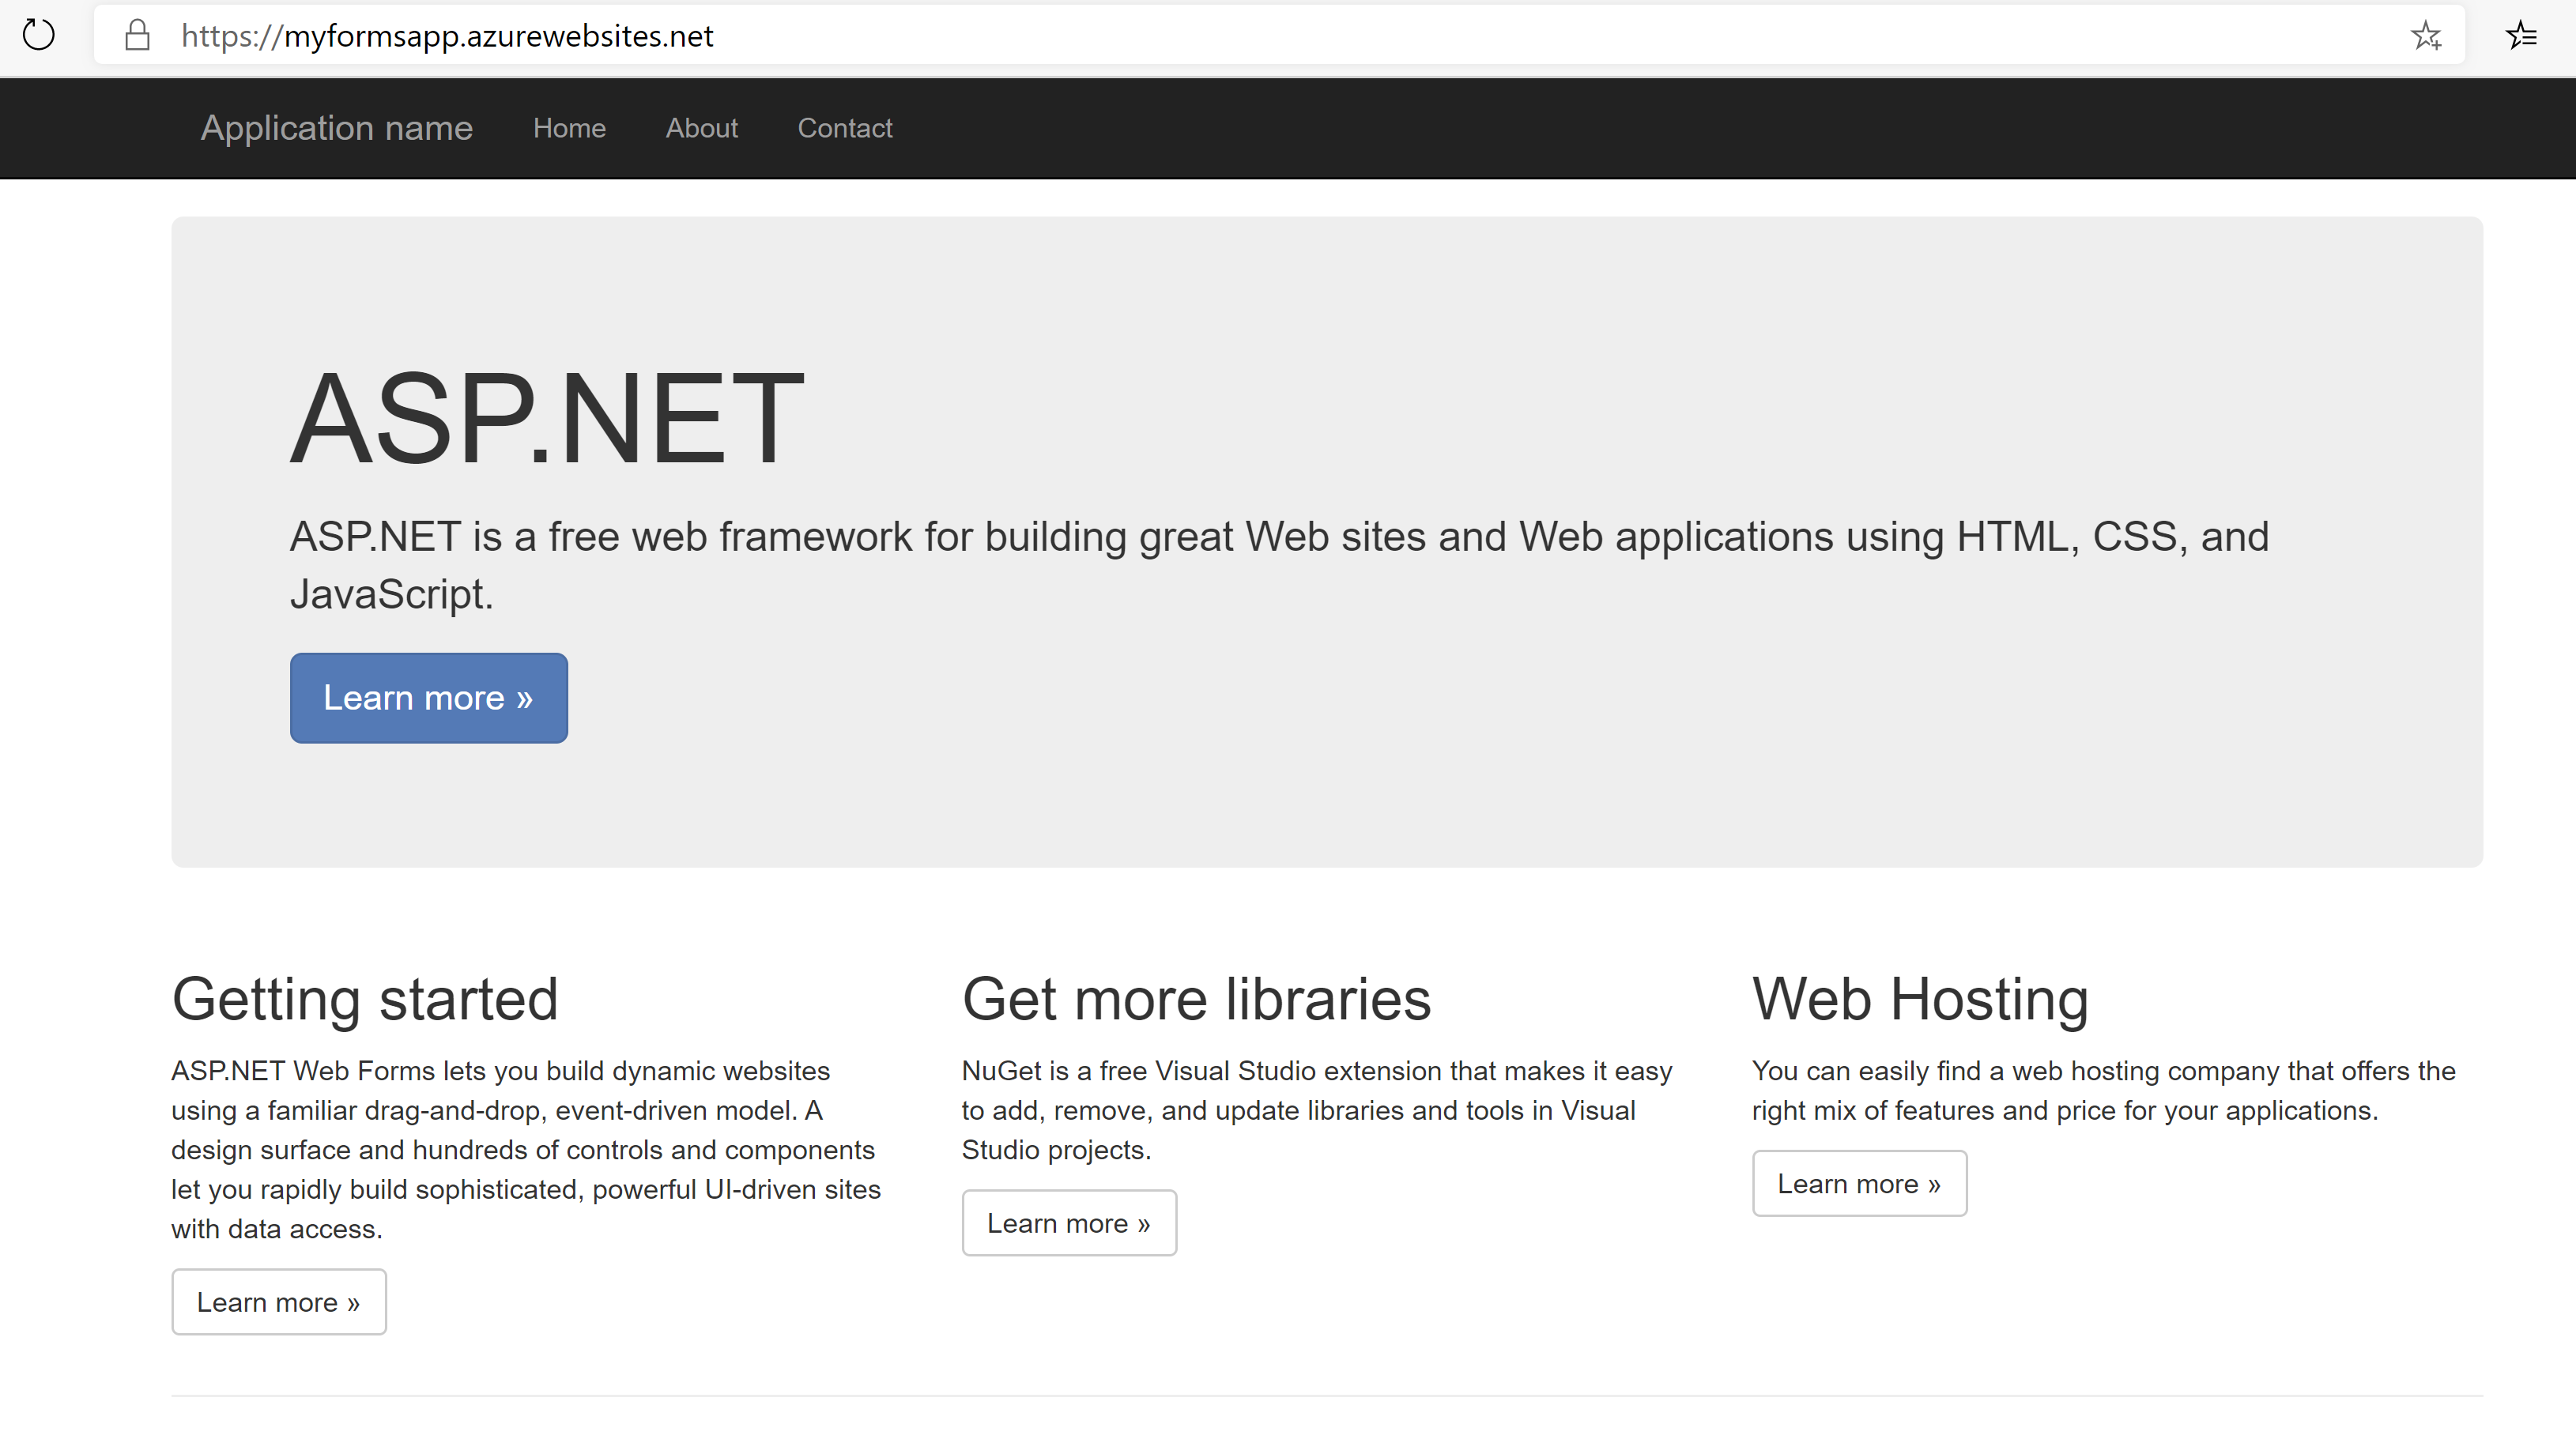 https://myformsapp.azurewebsites.net
Application name Home About Contact
ASP.NET
ASP.NET is a free web framework for building great Web sites and Web applications using HTML, CSS, and
JavaScript.
Learn more »
Getting started
ASP.NET Web Forms lets you build dynamic websites
using a familiar drag-and-drop, event-driven model. A
design surface and hundreds of controls and components
let you rapidly build sophisticated, powerful UI-driven sites
with data access.
Learn more »
Get more libraries
NuGet is a free Visual Studio extension that makes it easy
to add, remove, and update libraries and tools in Visual
Studio projects.
Learn more »
Web Hosting
You can easily find a web hosting company that offers the
right mix of features and price for your applications.
Learn more »